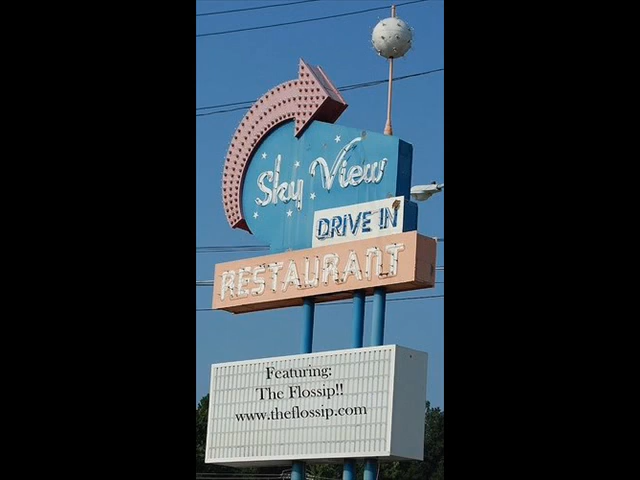 Sky View
DRIVE IN
RESTAURANT
Featuring:
The Flossip!!
www.theflossip.com